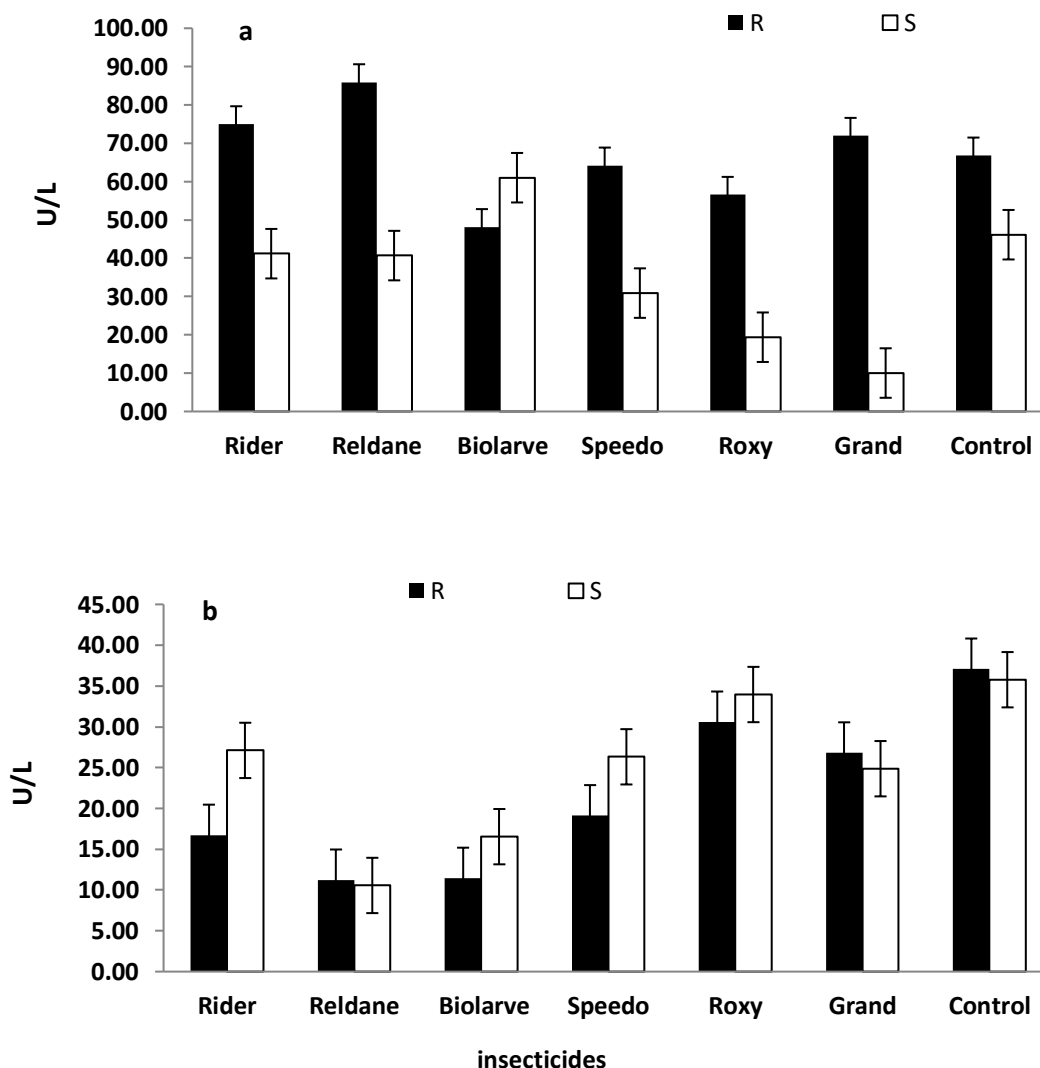 a
R S
100.00
90.00
80.00
70.00
60.00
50.00
40.00
30.00
20.00
10.00
0.00
U/L
Rider Reldane Biolarve Speedo Roxy Grand Control
b
R S
45.00
40.00
35.00
30.00
25.00
20.00
15.00
10.00
5.00
0.00
U/L
Rider Reldane Biolarve Speedo Roxy Grand Control
insecticides